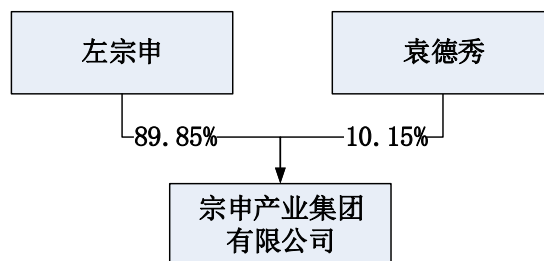 左宗申
袁德秀
89.85%
10.15%
宗申产业集团
有限公司